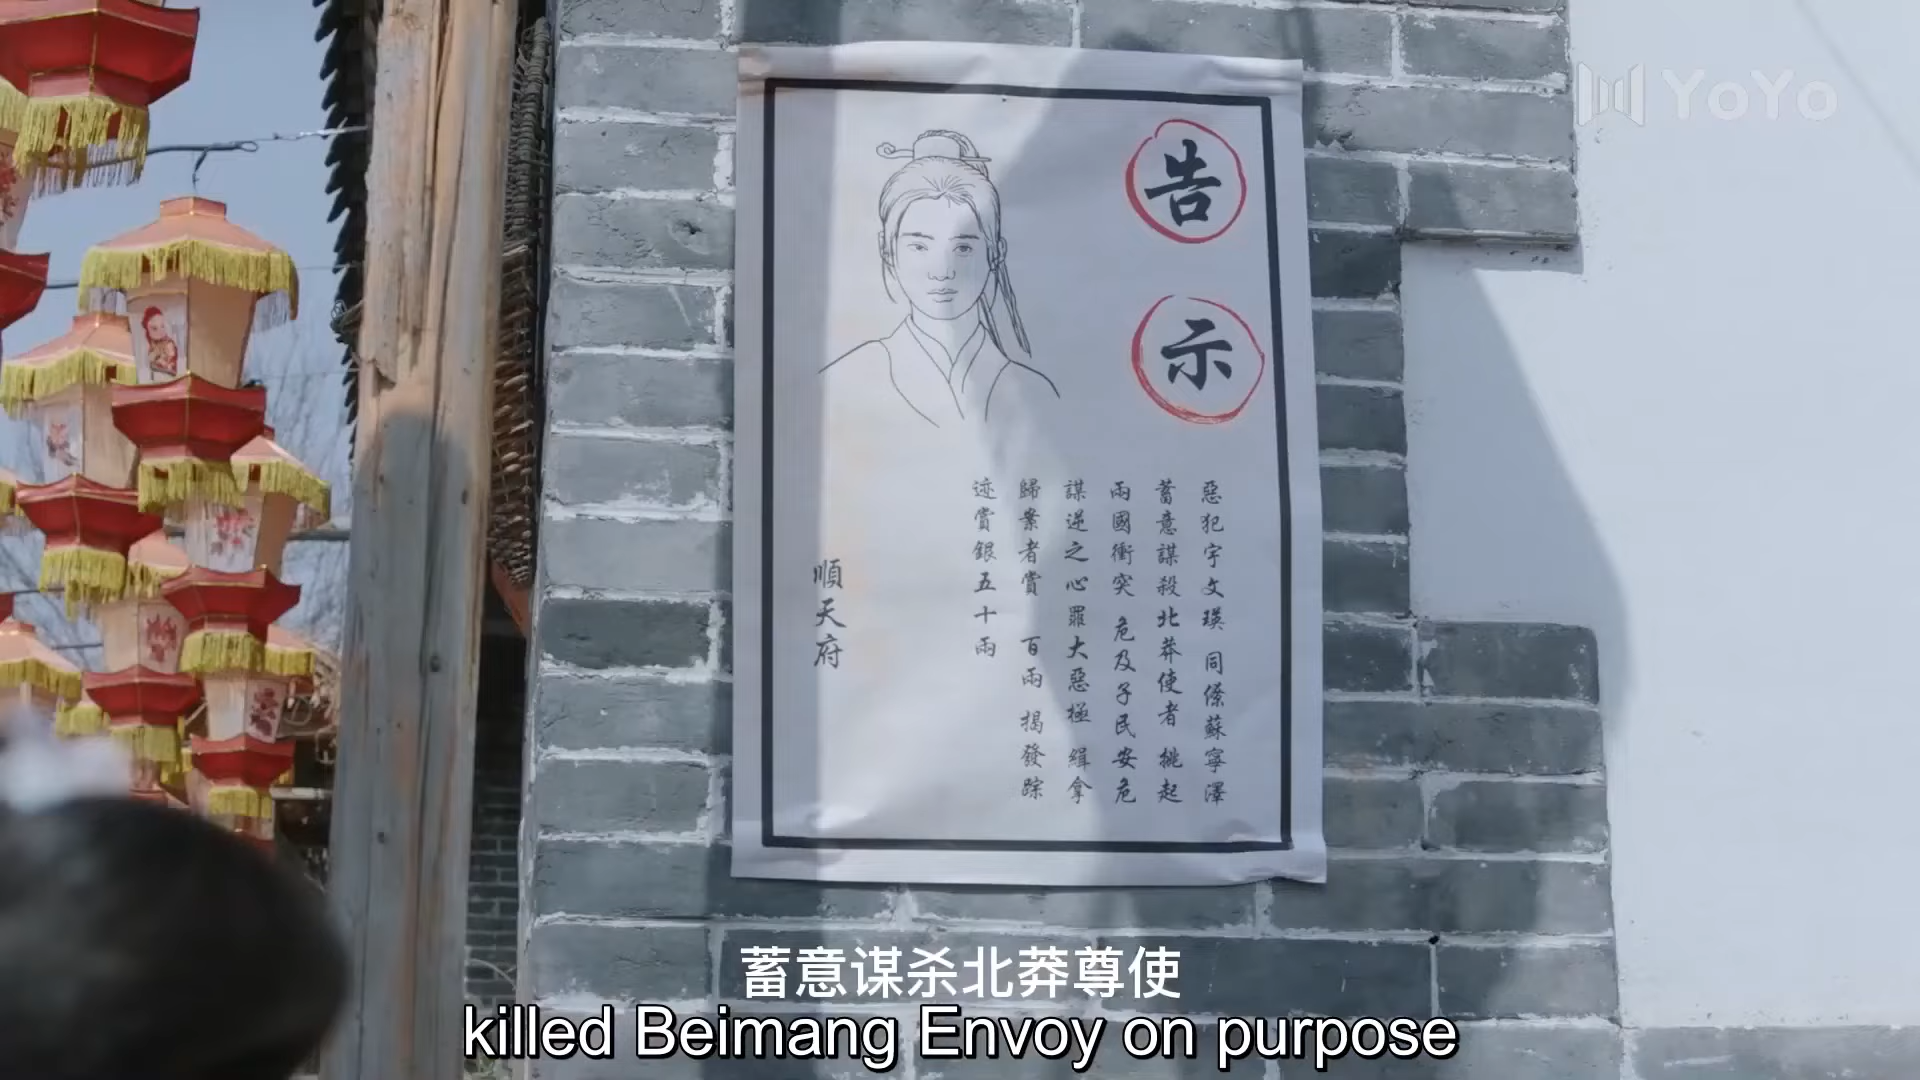 YoYo
告示
惡犯宇文瑛 同僚蘇寧澤
蓄意謀殺北莽使者 挑起
兩國衝突 危及子民安危
謀逆之心罪大惡極 緝拿
歸案者賞 百兩 揭發踪
迹賞銀五十兩
順天府
蓄意谋杀北莽尊使
killed Beimang Envoy on purpose